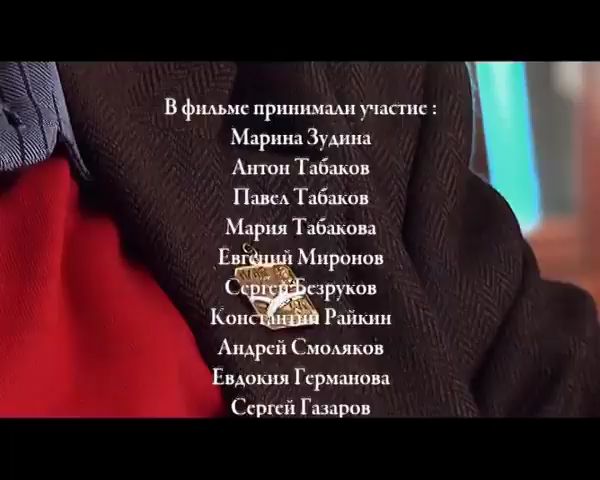 В фильме принимали участие :
Марина Зудина
Антон Табаков
Павел Табаков
Мария Табакова
Евгений Миронов
Сергей Безруков
Константин Райкин
Андрей Смоляков
Евдокия Германова
Сергей Газаров